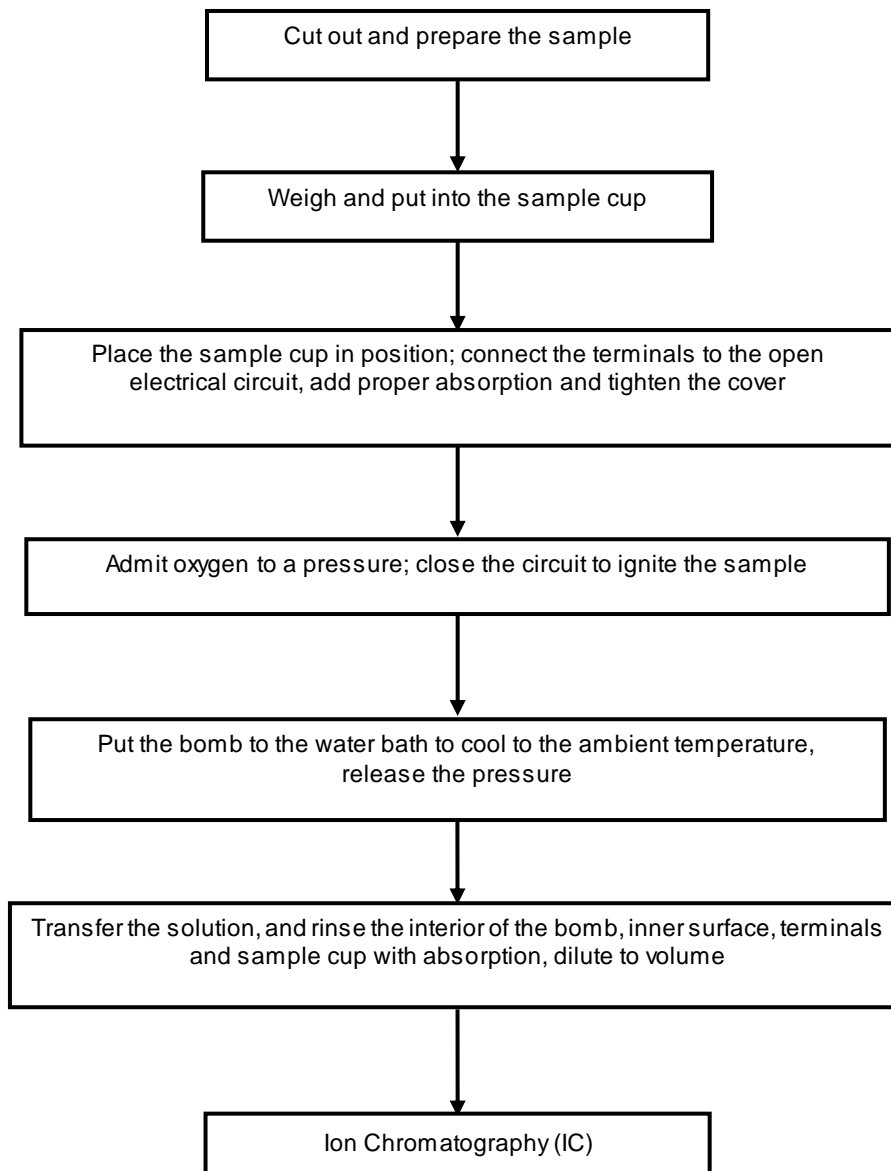 Cut out and prepare the sample
Weigh and put into the sample cup
Place the sample cup in position; connect the terminals to the open
electrical circuit, add proper absorption and tighten the cover
Admit oxygen to a pressure; close the circuit to ignite the sample
Put the bomb to the water bath to cool to the ambient temperature,
release the pressure
Transfer the solution, and rinse the interior of the bomb, inner surface, terminals
and sample cup with absorption, dilute to volume
Ion Chromatography (IC)